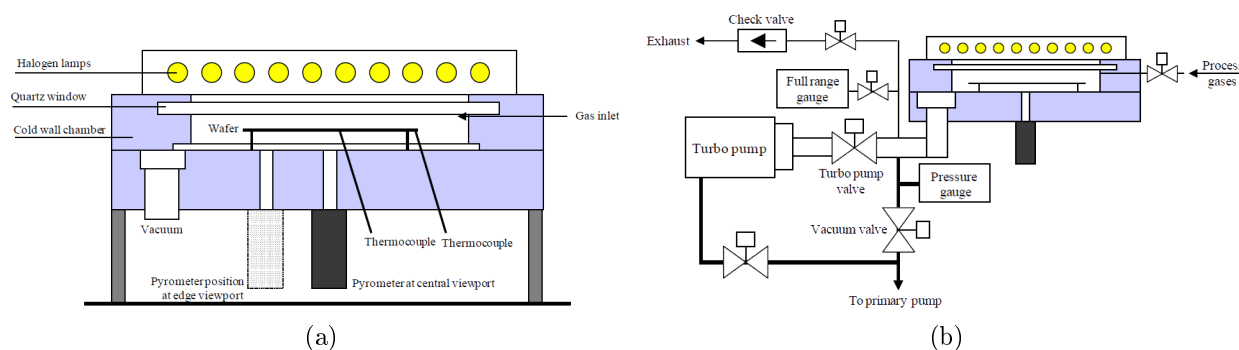 Halogen lamps
Quartz window
Cold wall chamber
Wafer
Gas inlet
Vacuum
Thermocouple
Thermocouple
Pyrometer position
at edge viewport
Pyrometer at central viewport
(a)
Check valve
Exhaust
Full range
gauge
Process
gases
Turbo pump
Turbo pump
valve
Pressure
gauge
Vacuum valve
To primary pump
(b)